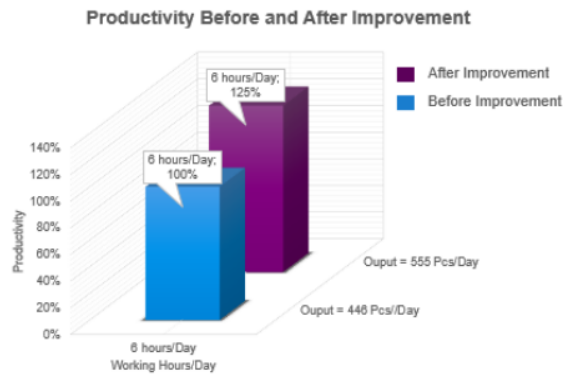 Productivity Before and After Improvement
6 hours/Day;
125%
After Improvement
Before Improvement
6 hours/Day;
100%
140%
120%
100%
80%
60%
40%
20%
0%
Productivity
Ouput = 555 Pcs/Day
Ouput = 446 Pcs//Day
6 hours/Day
Working Hours/Day